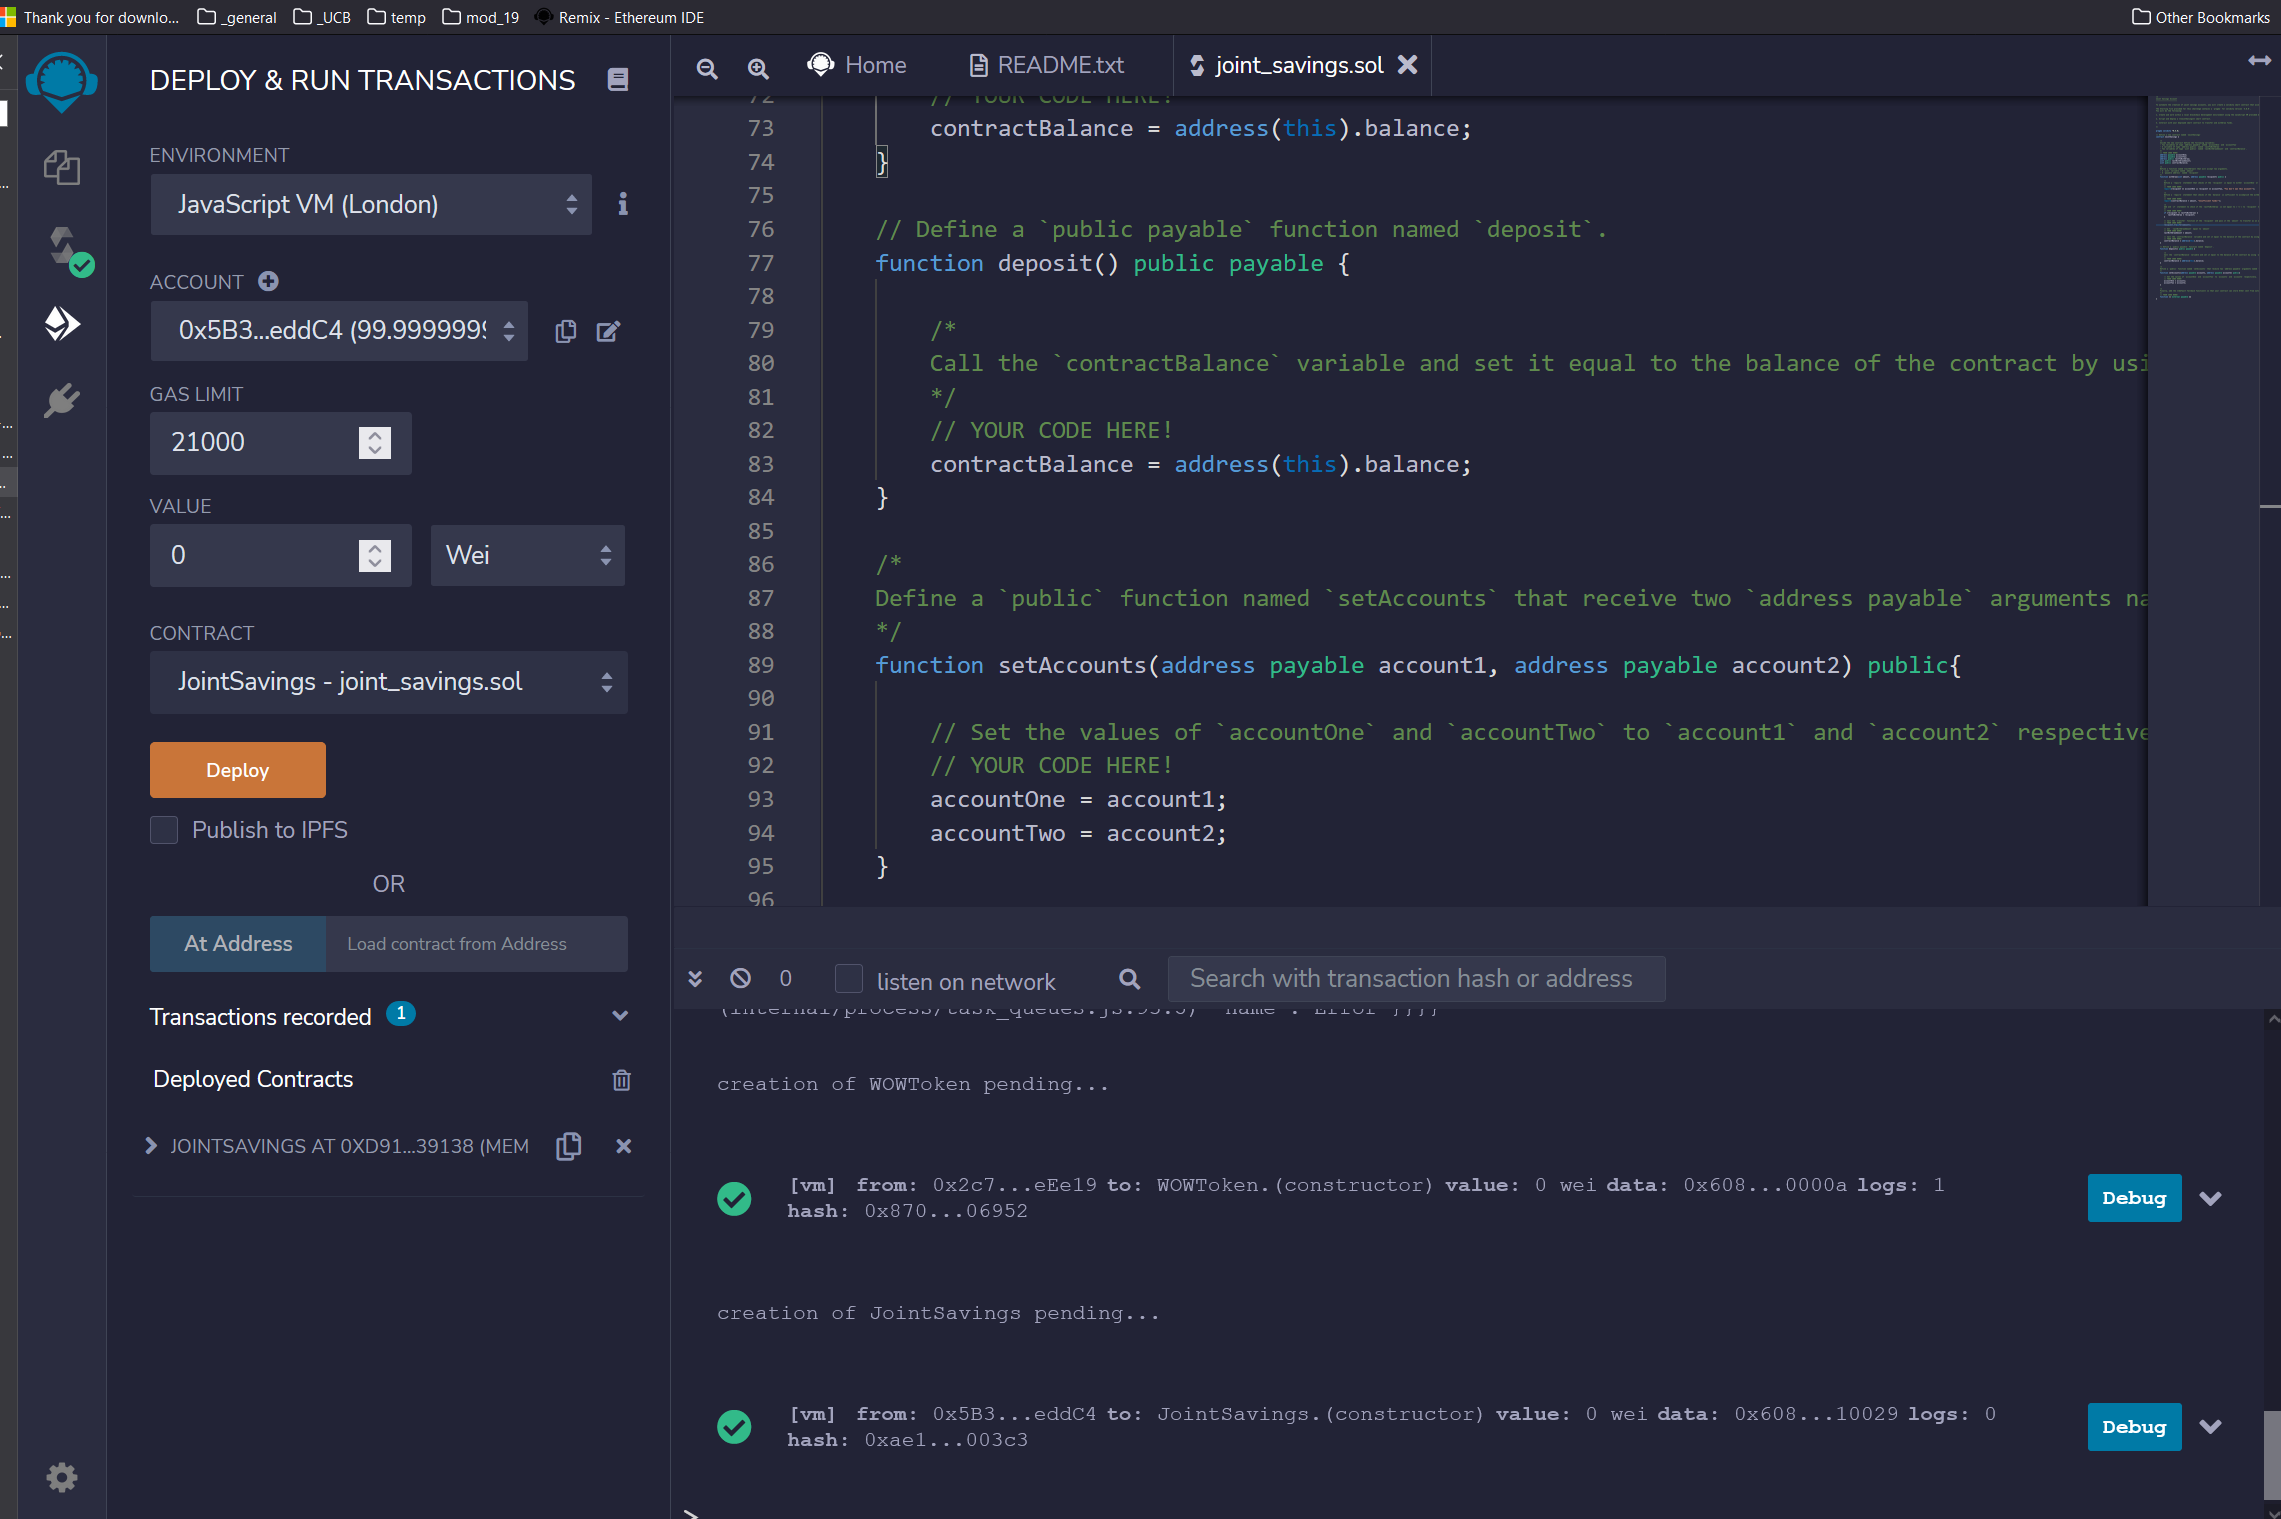 Thank you for downlo...
_general
_UCB
temp
mod_19
Remix - Ethereum IDE
Other Bookmarks
DEPLOY & RUN TRANSACTIONS
ENVIRONMENT
JavaScript VM (London)
ACCOUNT
0x5B3...eddC4 (99.9999999
GAS LIMIT
21000
VALUE
0
Wei
CONTRACT
JointSavings - joint_savings.sol
Deploy
Publish to IPFS
OR
At Address
Load contract from Address
Transactions recorded 1
Deployed Contracts
JOINTSAVINGS AT 0XD91...39138 (MEM
Home
README.txt
joint_savings.sol
72 // YOUR CODE HERE!
73 contractBalance = address(this).balance;
74 }
75
76 // Define a `public payable` function named `deposit`.
77 function deposit() public payable {
78
79 /*
80 Call the `contractBalance` variable and set it equal to the balance of the contract by usi
81 */
82 // YOUR CODE HERE!
83 contractBalance = address(this).balance;
84 }
85
86 /*
87 Define a `public` function named `setAccounts` that receive two `address payable` arguments na
88 */
89 function setAccounts(address payable account1, address payable account2) public{
90
91 // Set the values of `accountOne` and `accountTwo` to `account1` and `account2` respective
92 // YOUR CODE HERE!
93 accountOne = account1;
94 accountTwo = account2;
95 }
96
0
listen on network
Search with transaction hash or address
(internal/process/task_queues.js:93:5)" "name":"Error"}}}}
creation of WOWToken pending...
[vm] from: 0x2c7...eEe19 to: WOWToken.(constructor) value: 0 wei data: 0x608...0000a logs: 1
hash: 0x870...06952
Debug
creation of JointSavings pending...
[vm] from: 0x5B3...eddC4 to: JointSavings.(constructor) value: 0 wei data: 0x608...10029 logs: 0
hash: 0xae1...003c3
Debug
>